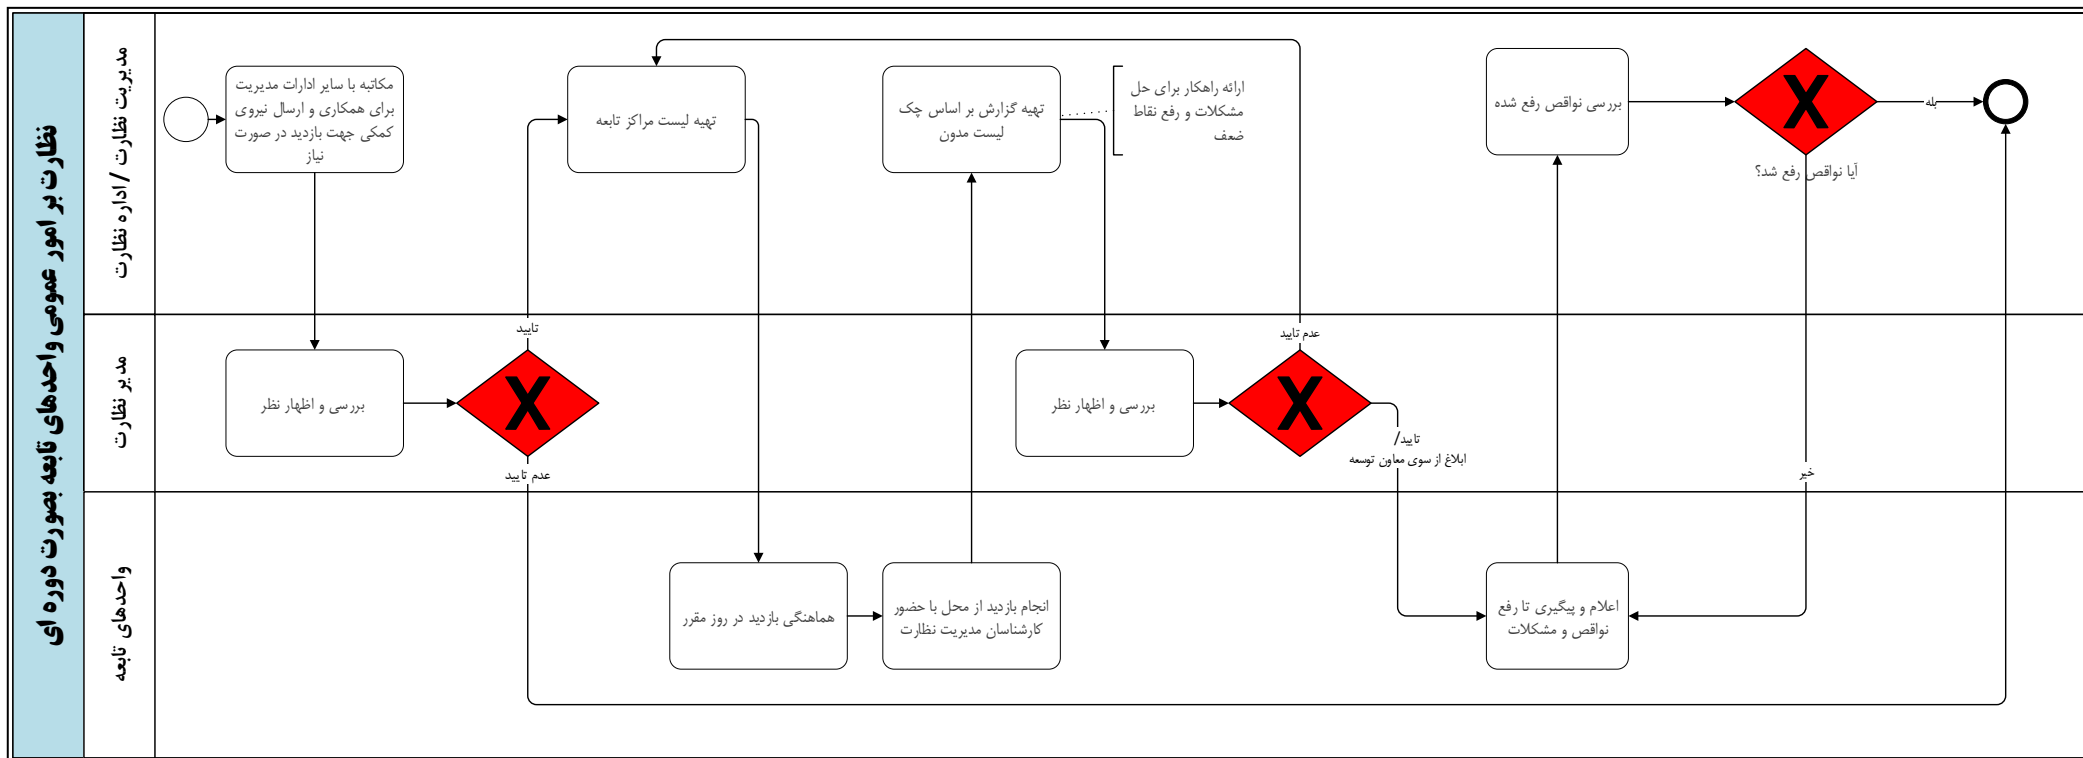 نظارت بر امور عمومی واحدهای تابعه بصورت دوره ای
مدیریت نظارت / اداره نظارت
مکاتبه با سایر ادارات مدیریت
برای همکاری و ارسال نیروی
کمکی جهت بازدید در صورت
نیاز
تهیه لیست مراکز تابعه
تهیه گزارش بر اساس چک
لیست مدون
ارائه راهکار برای حل
مشکلات و رفع نقاط
ضعف
بررسی نواقص رفع شده
X
بله
آیا نواقص رفع شد؟
مدیر نظارت
بررسی و اظهار نظر
تایید
X
عدم تایید
بررسی و اظهار نظر
عدم تایید
X
تایید/
ابلاغ از سوی معاون توسعه
خیر
واحدهای تابعه
هماهنگی بازدید در روز مقرر
انجام بازدید از محل با حضور
کارشناسان مدیریت نظارت
اعلام و پیگیری تا رفع
نواقص و مشکلات